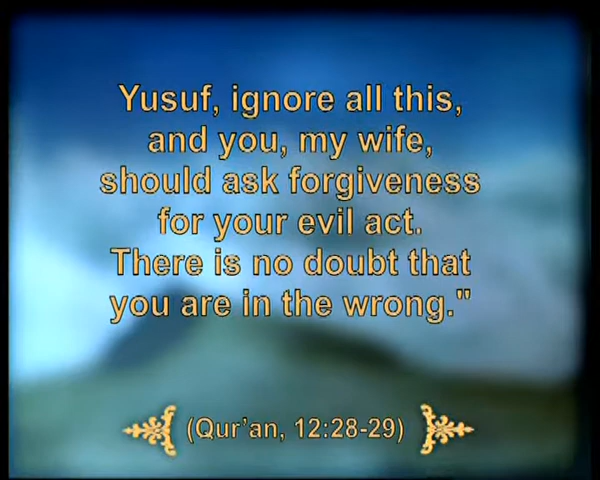 Yusuf, ignore all this,
and you, my wife,
should ask forgiveness
for your evil act.
There is no doubt that
you are in the wrong."
(Qur’an, 12:28-29)